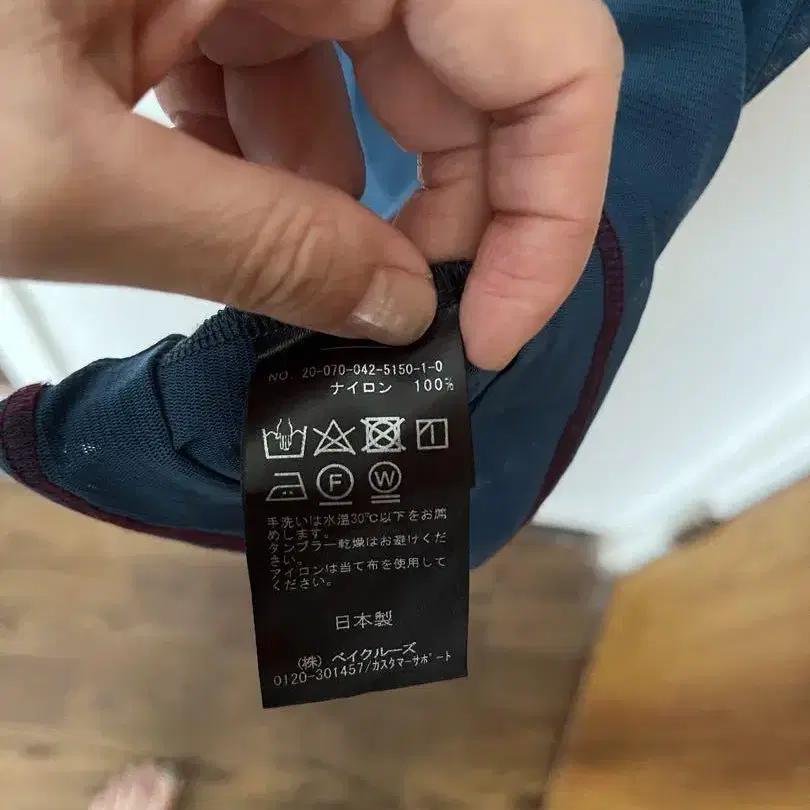 NO. 20-070-042-5150-1-0
ナイロン 100%
F W
手洗いは水温30℃以下をお薦
めします。
タンブラー乾燥はお避けくだ
さい。
アイロンは当て布を使用して
ください。
日本製
(株) ベイクルーズ
0120-301457/カスタマーサポート